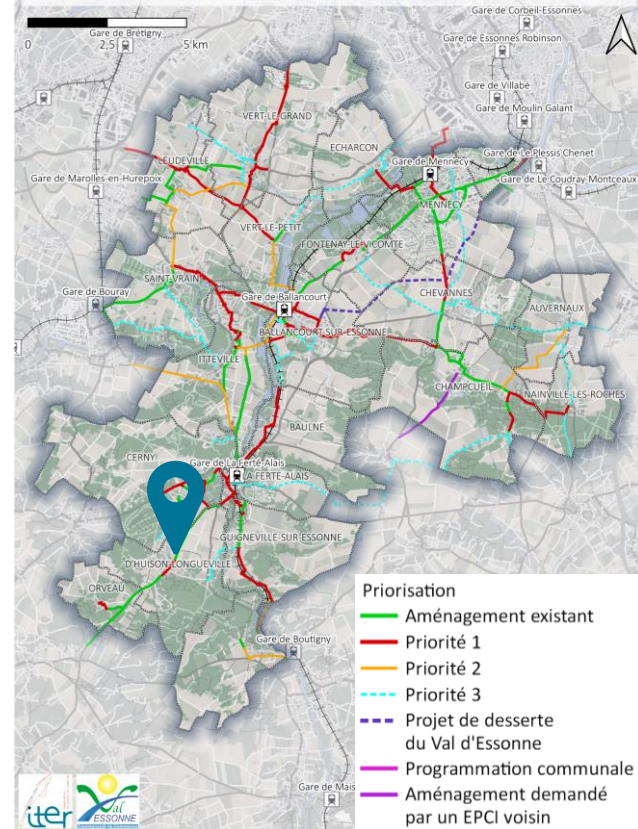 Gare de Corbeil-Essonnes
0
2,5
5 km
Gare de Brétigny
Gare de Essonnes Robinson
Gare de Villabé
Gare de Moulin Galant
VERT-LE-GRAND
ECHARCON
LEUDEVILLE
Gare de Mennecy
Gare de Le Plessis Chenet
Gare de Marolles-en-Hurepoix
Gare de Le Coudray Montceaux
MENNECY
VERT-LE-PETIT
FONTENAY-LE-VICOMTE
SAINT-VRAIN
CHEVANNES
Gare de Bouray
Gare de Ballancourt
AUVERNAUX
BALLANCOURT-SUR-ESSONNE
ITTEVILLE
CHAMPCUEIL
NAINVILLE-LES-ROCHES
BAULNE
CERNY
Gare de La Ferté-Alais
LA FERTE-ALAIS
GUIGNEVILLE-SUR-ESSONNE
D'HUISON-LONGUEVILLE
ORVEAU
Gare de Boutigny
Priorisation
Aménagement existant
Priorité 1
Priorité 2
Priorité 3
Projet de desserte
du Val d'Essonne
Programmation communale
Aménagement demandé
par un EPCI voisin
Gare de Mais
iter
Val
ESSONNE